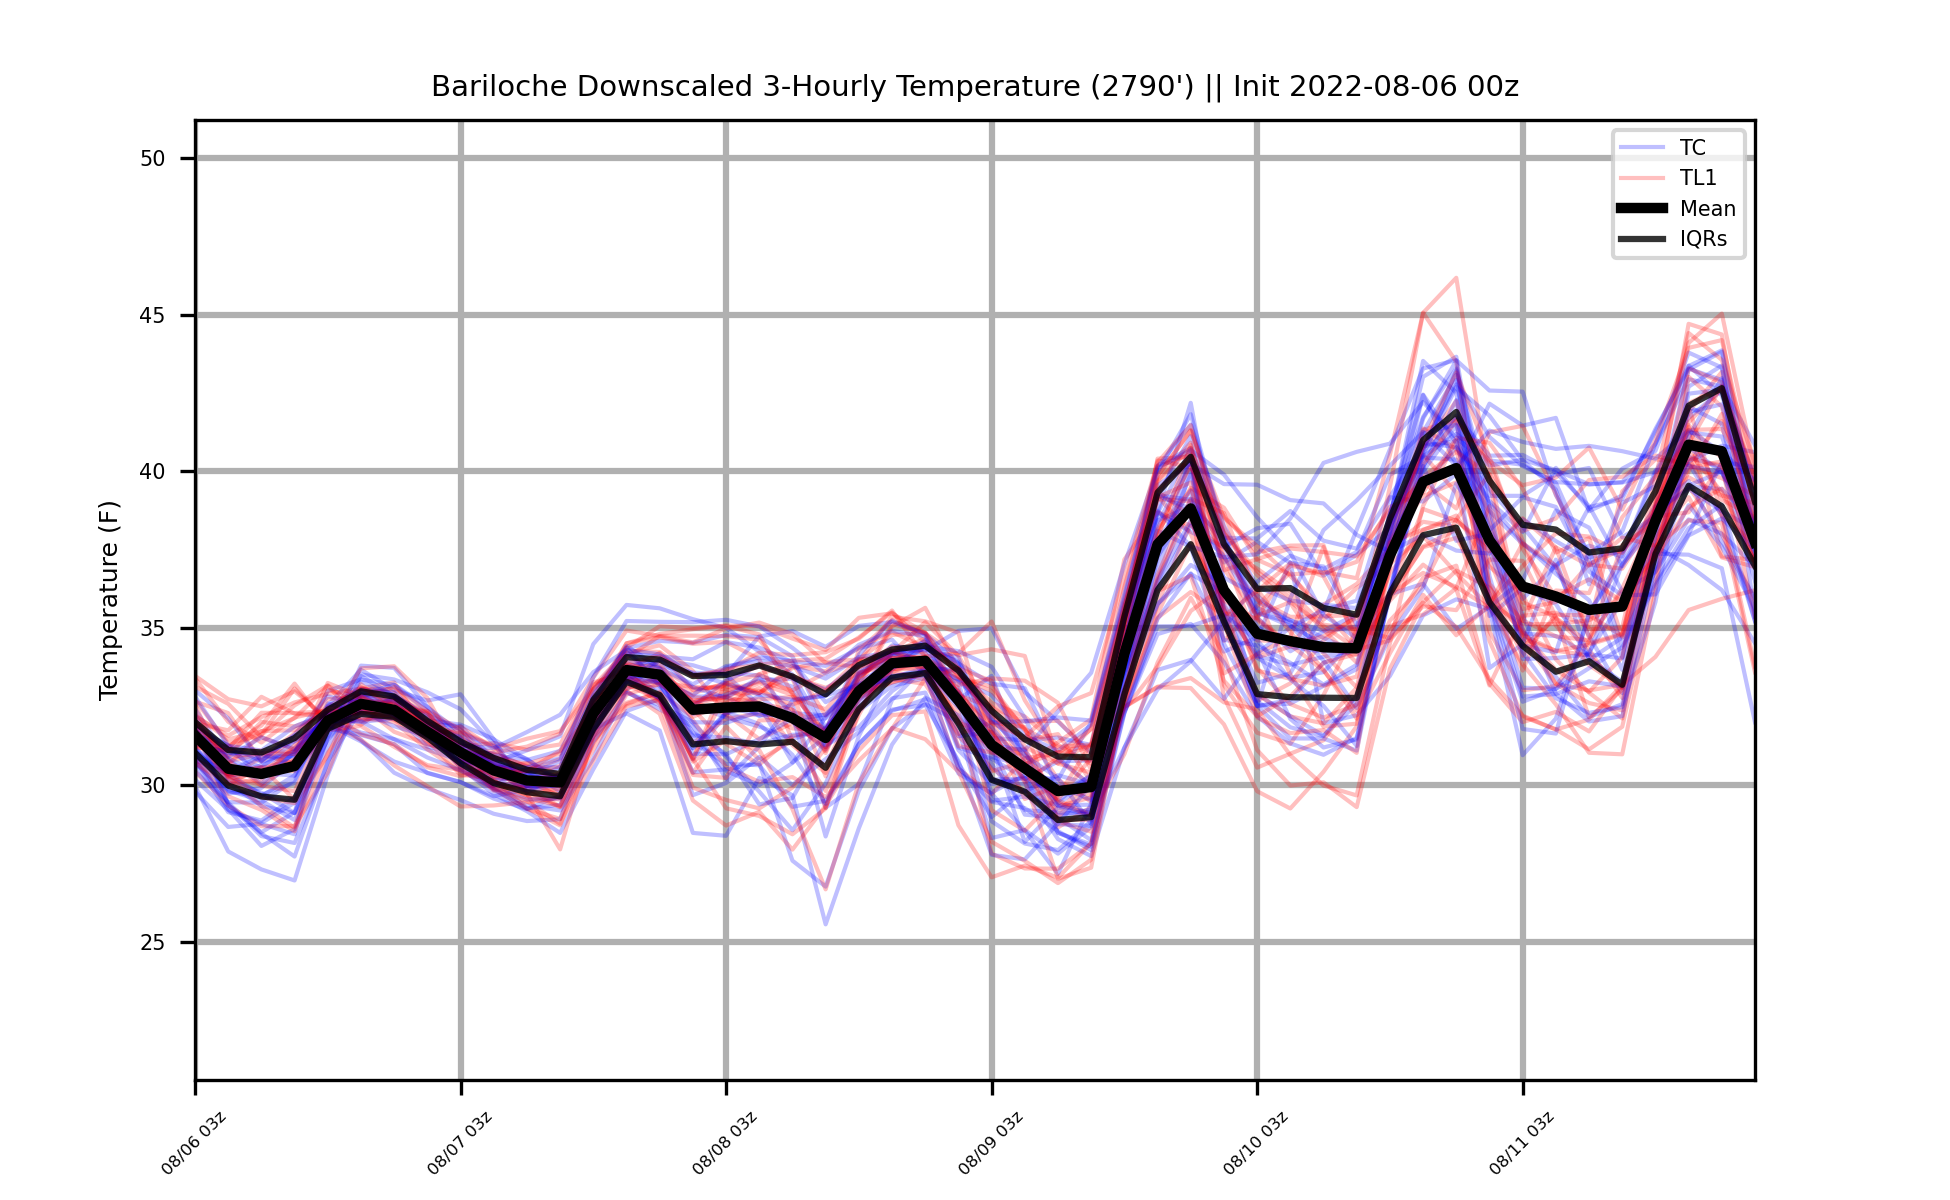 Bariloche Downscaled 3-Hourly Temperature (2790') || Init 2022-08-06 00z
TC
TL1
Mean
IQRs
Temperature (F)
50
45
40
35
30
25
08/06 03z
08/07 03z
08/08 03z
08/09 03z
08/10 03z
08/11 03z